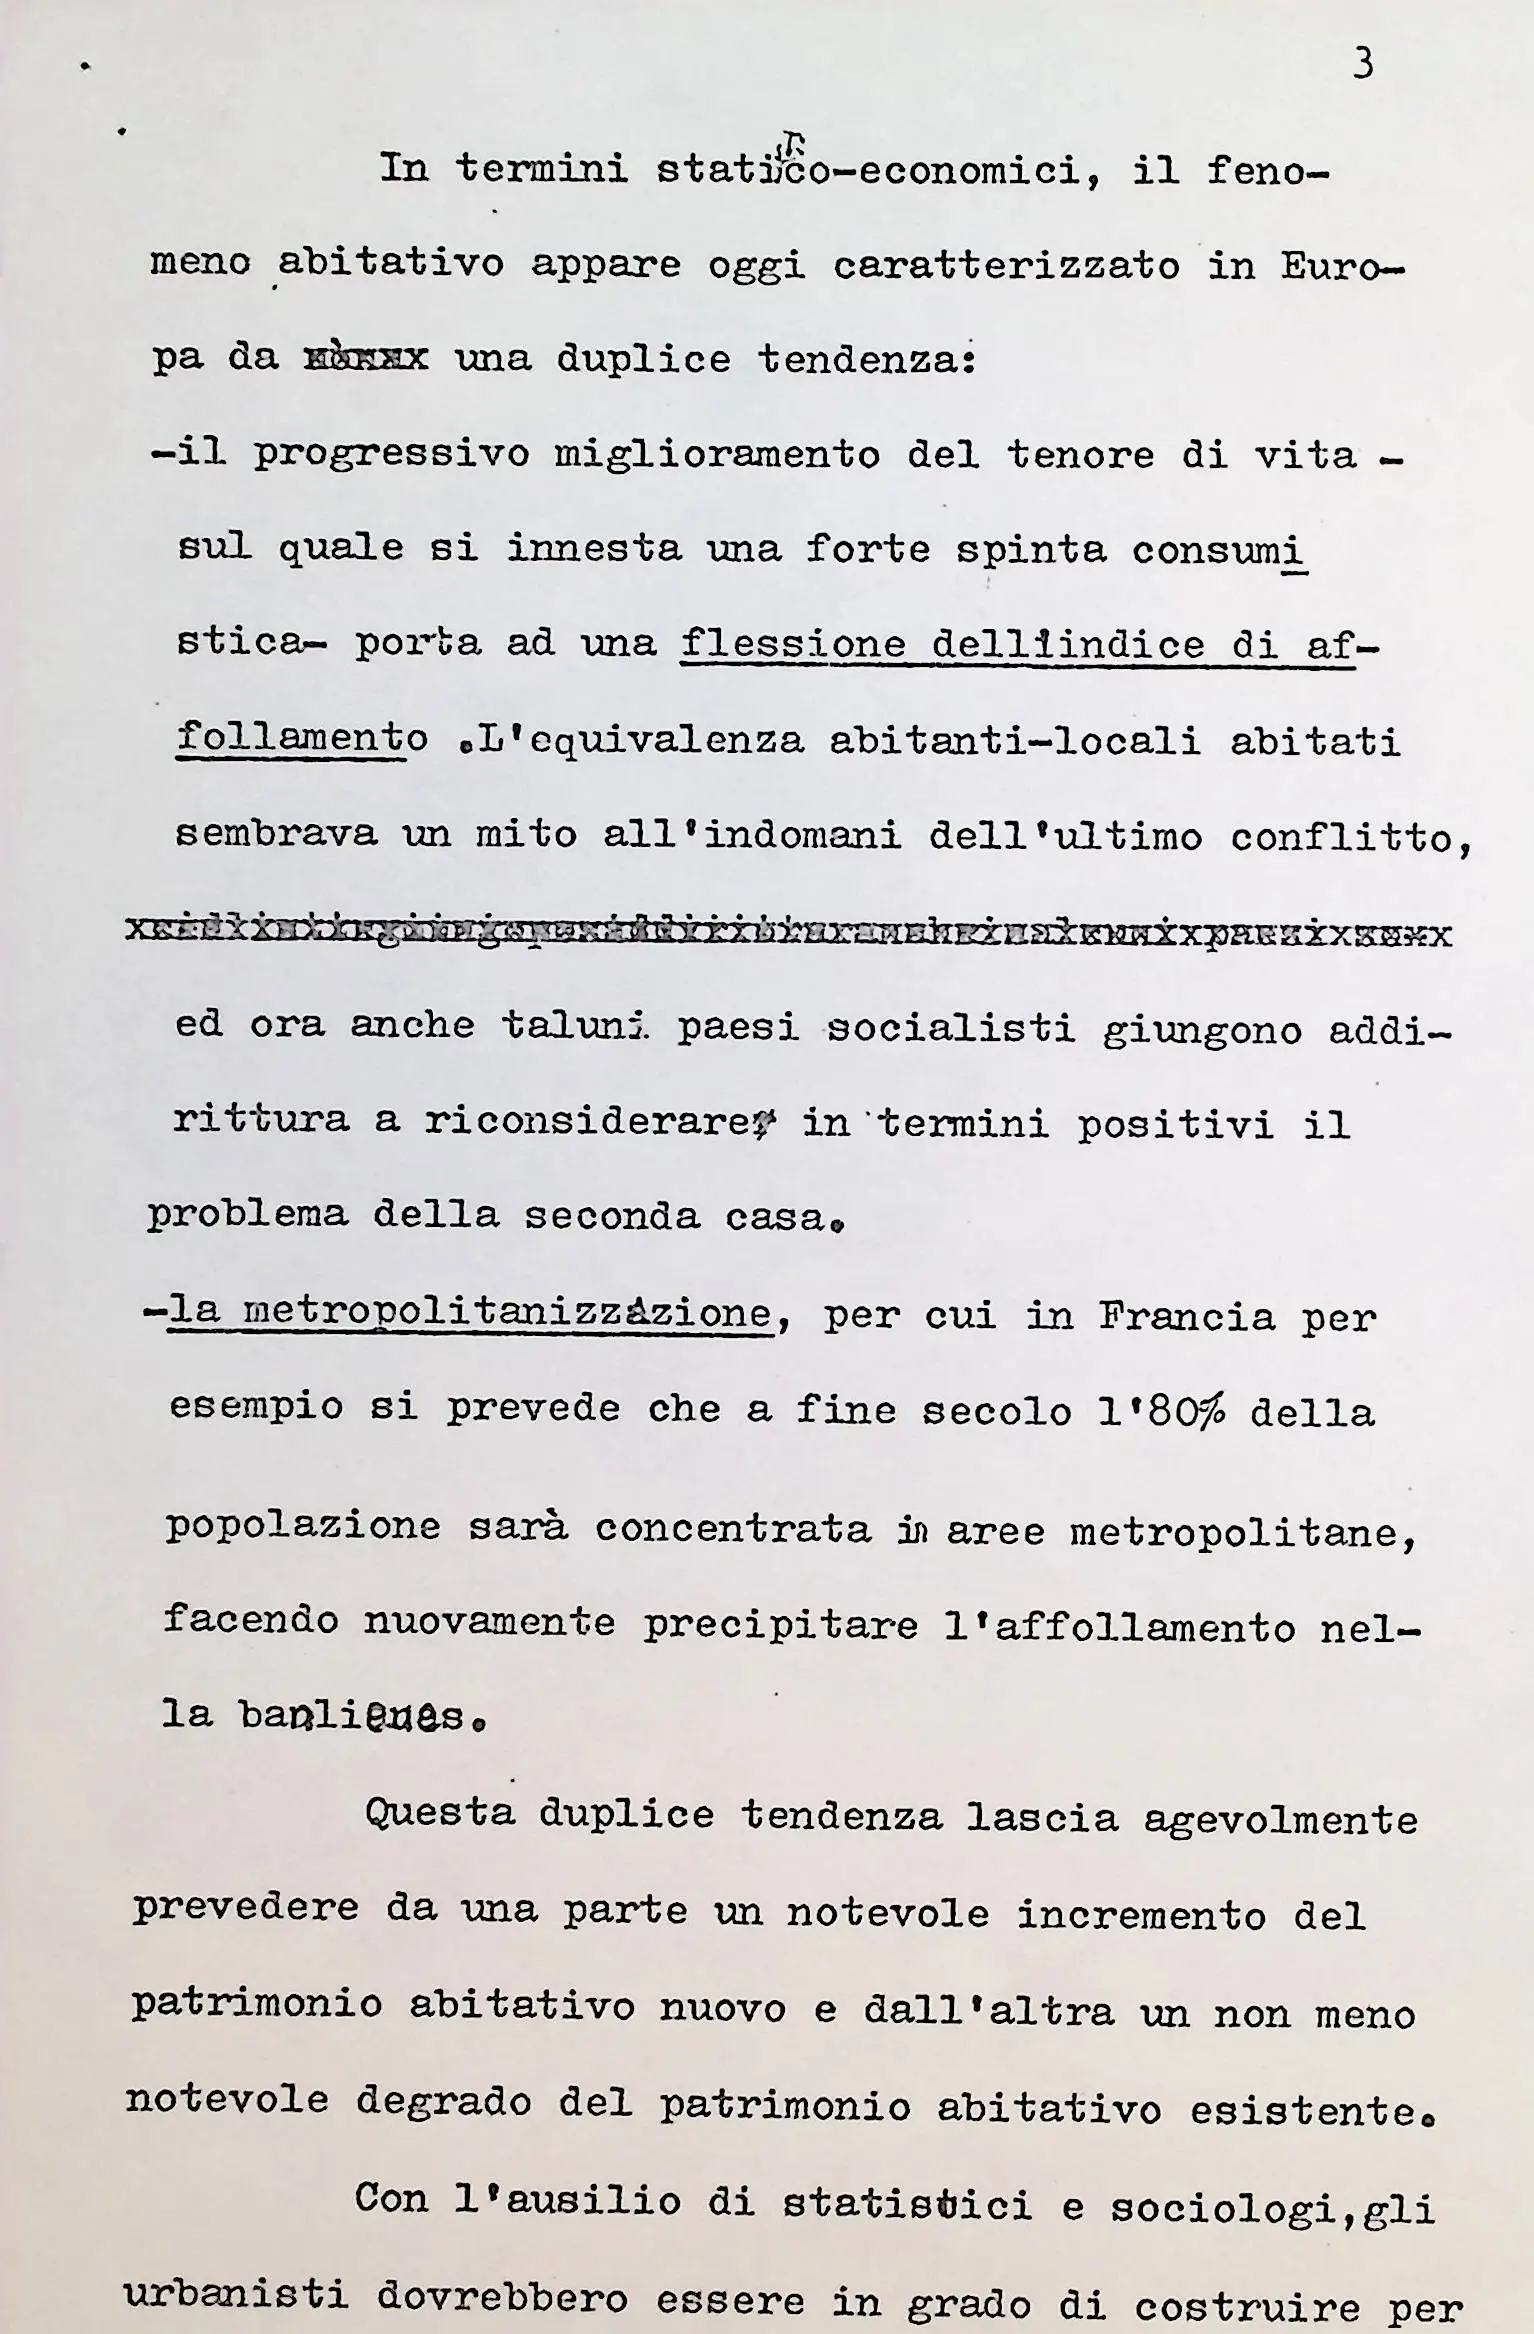 3
In termini statistico-economici, il feno-
meno abitativo appare oggi caratterizzato in Euro-
pa da una duplice tendenza:
-il progressivo miglioramento del tenore di vita -
sul quale si innesta una forte spinta consumi
stica- porta ad una flessione dell'indice di af-
follamento .L'equivalenza abitanti-locali abitati
sembrava un mito all'indomani dell'ultimo conflitto,
ed ora anche taluni paesi socialisti giungono addi-
rittura a riconsiderare in termini positivi il
problema della seconda casa.
-la metropolitanizzazione, per cui in Francia per
esempio si prevede che a fine secolo l'80% della
popolazione sarà concentrata in aree metropolitane,
facendo nuovamente precipitare l'affollamento nel-
la banlieues.
Questa duplice tendenza lascia agevolmente
prevedere da una parte un notevole incremento del
patrimonio abitativo nuovo e dall'altra un non meno
notevole degrado del patrimonio abitativo esistente.
Con l'ausilio di statistici e sociologi,gli
urbanisti dovrebbero essere in grado di costruire per